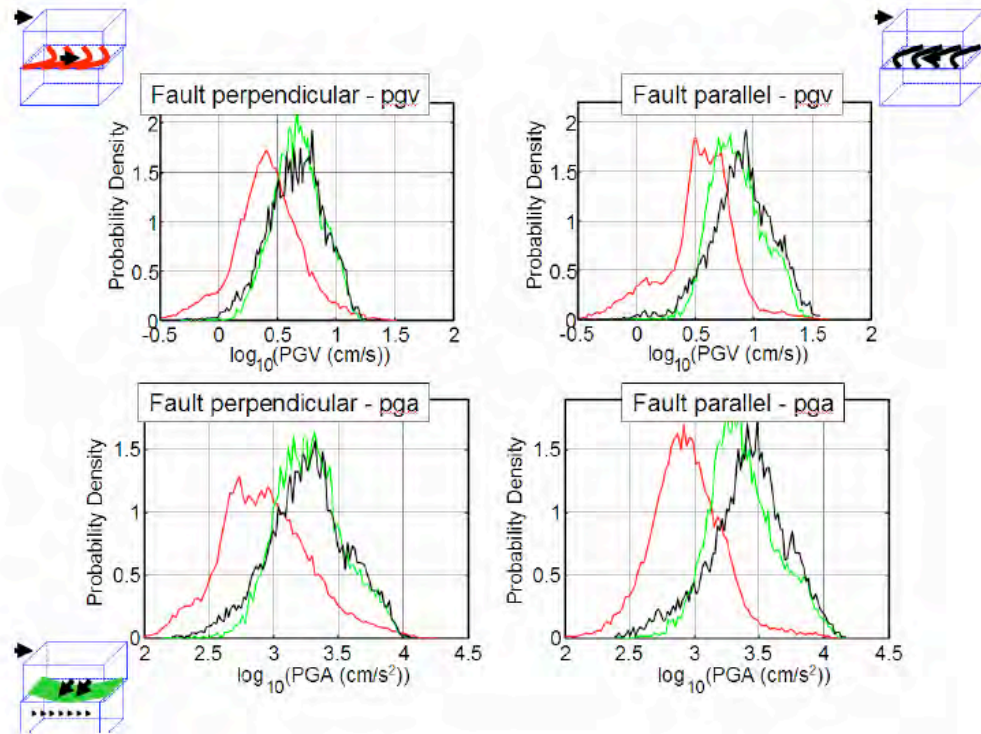 Fault perpendicular - pgv
Fault parallel - pgv
Probability Density
2
1.5
1
0.5
0
-0.5 0 0.5 1 1.5 2
log10(PGV (cm/s))
Probability Density
2
1.5
1
0.5
0
-0.5 0 0.5 1 1.5 2
log10(PGV (cm/s))
Fault perpendicular - pga
Fault parallel - pga
Probability Density
1.5
1
0.5
0
2 2.5 3 3.5 4 4.5
log10(PGA (cm/s²))
Probability Density
1.5
1
0.5
0
2 2.5 3 3.5 4 4.5
log10(PGA (cm/s²))